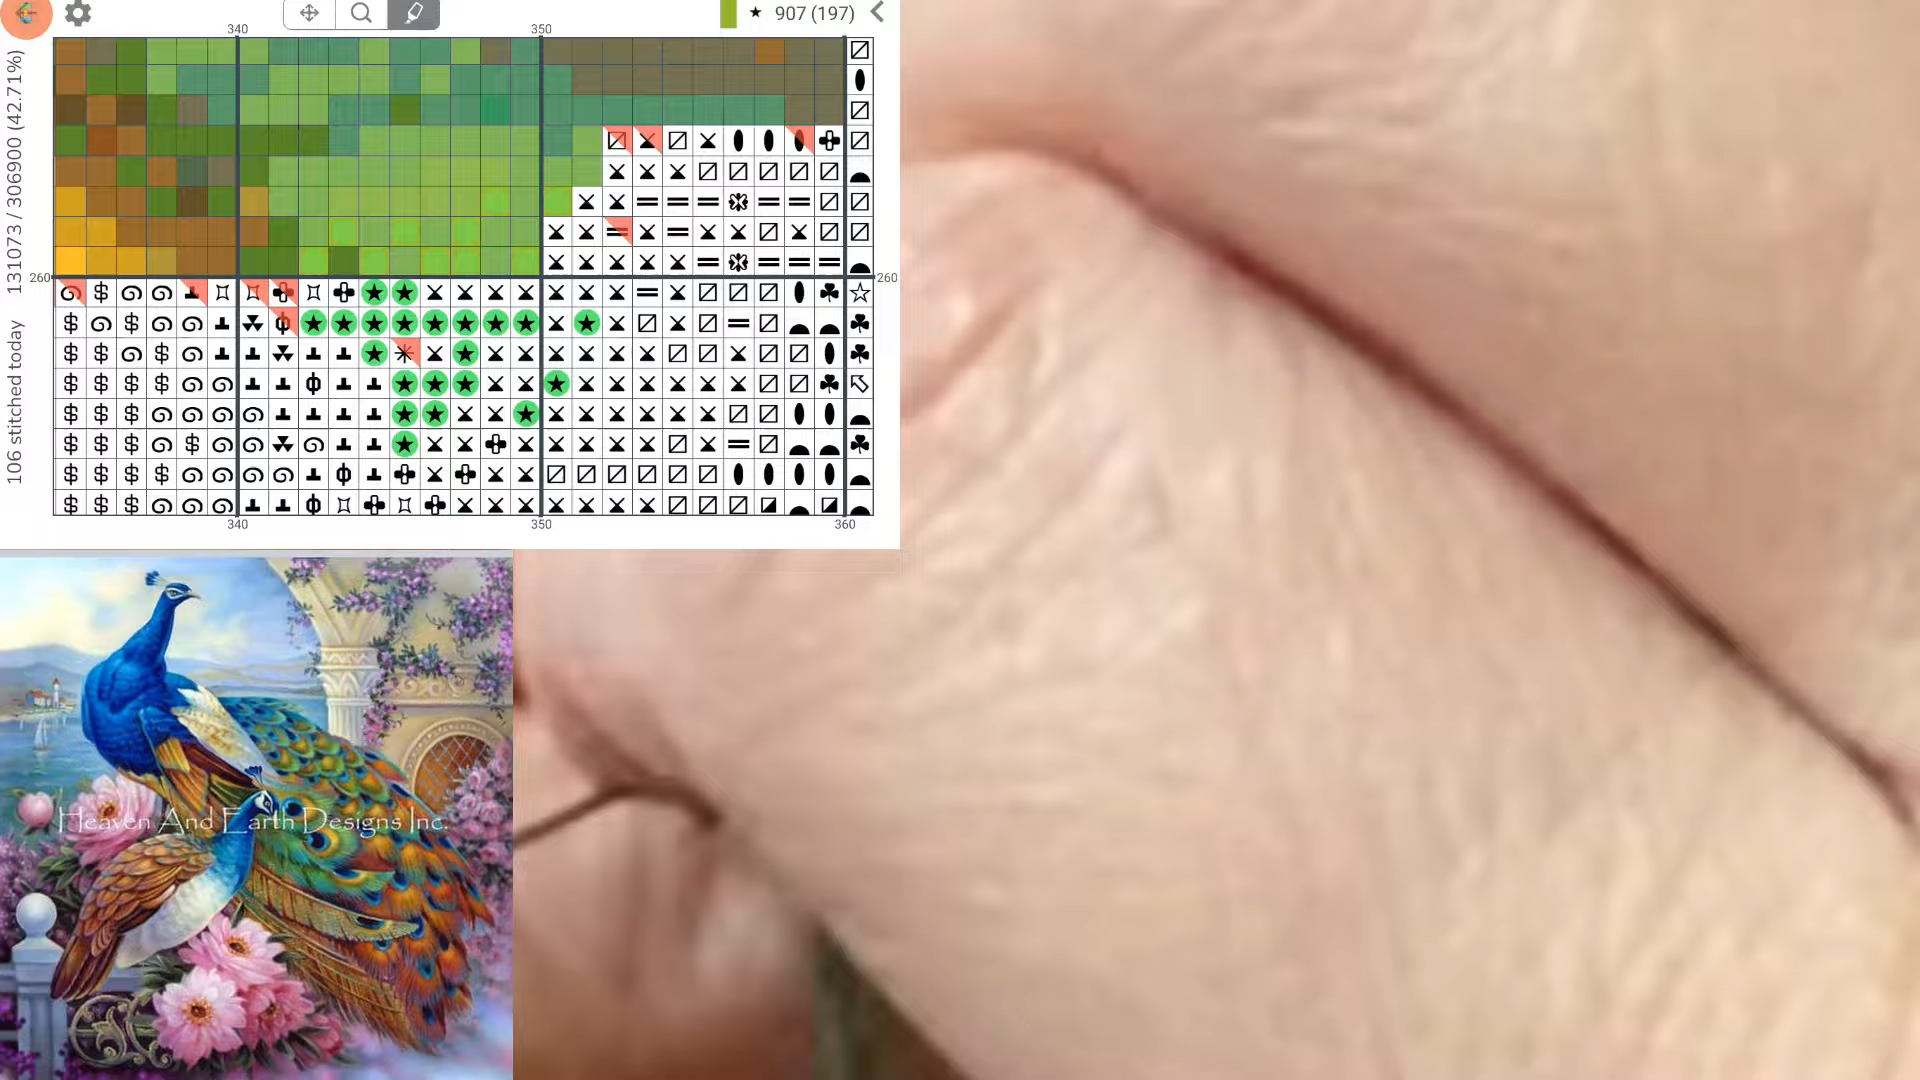 ★ 907 (197)
340 350
260 260
340 350 360
106 stitched today 131073 / 306900 (42.71%)
Heaven And Earth Designs Inc.